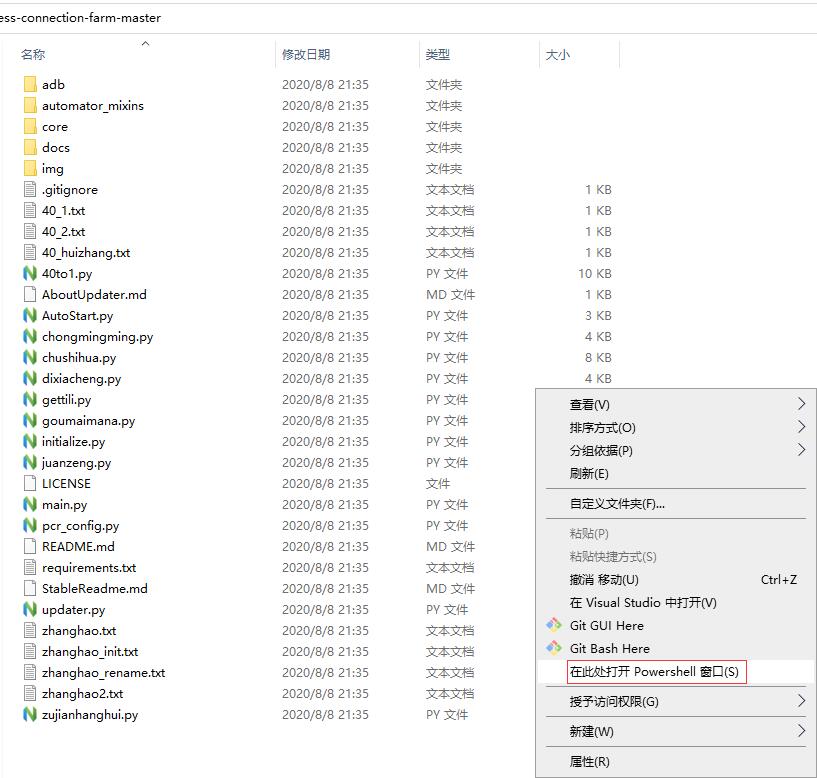 ess-connection-farm-master
名称 修改日期 类型 大小
adb 2020/8/8 21:35 文件夹
automator_mixins 2020/8/8 21:35 文件夹
core 2020/8/8 21:35 文件夹
docs 2020/8/8 21:35 文件夹
img 2020/8/8 21:35 文件夹
.gitignore 2020/8/8 21:35 文本文档 1 KB
40_1.txt 2020/8/8 21:35 文本文档 1 KB
40_2.txt 2020/8/8 21:35 文本文档 1 KB
40_huizhang.txt 2020/8/8 21:35 文本文档 1 KB
40to1.py 2020/8/8 21:35 PY 文件 10 KB
AboutUpdater.md 2020/8/8 21:35 MD 文件 1 KB
AutoStart.py 2020/8/8 21:35 PY 文件 3 KB
chongmingming.py 2020/8/8 21:35 PY 文件 4 KB
chushihua.py 2020/8/8 21:35 PY 文件 8 KB
dixiacheng.py 2020/8/8 21:35 PY 文件 4 KB
gettili.py 2020/8/8 21:35 PY 文件
goumaimana.py 2020/8/8 21:35 PY 文件
initialize.py 2020/8/8 21:35 PY 文件
juanzeng.py 2020/8/8 21:35 PY 文件
LICENSE 2020/8/8 21:35 文件
main.py 2020/8/8 21:35 PY 文件
pcr_config.py 2020/8/8 21:35 PY 文件
README.md 2020/8/8 21:35 MD 文件
requirements.txt 2020/8/8 21:35 文本文档
StableReadme.md 2020/8/8 21:35 MD 文件
updater.py 2020/8/8 21:35 PY 文件
zhanghao.txt 2020/8/8 21:35 文本文档
zhanghao_init.txt 2020/8/8 21:35 文本文档
zhanghao_rename.txt 2020/8/8 21:35 文本文档
zhanghao2.txt 2020/8/8 21:35 文本文档
zujianhanghui.py 2020/8/8 21:35 PY 文件
查看(V)
排序方式(O)
分组依据(P)
刷新(E)
自定义文件夹(F)...
粘贴(P)
粘贴快捷方式(S)
撤消 移动(U) Ctrl+Z
在 Visual Studio 中打开(V)
Git GUI Here
Git Bash Here
在此处打开 Powershell 窗口(S)
授予访问权限(G)
新建(W)
属性(R)